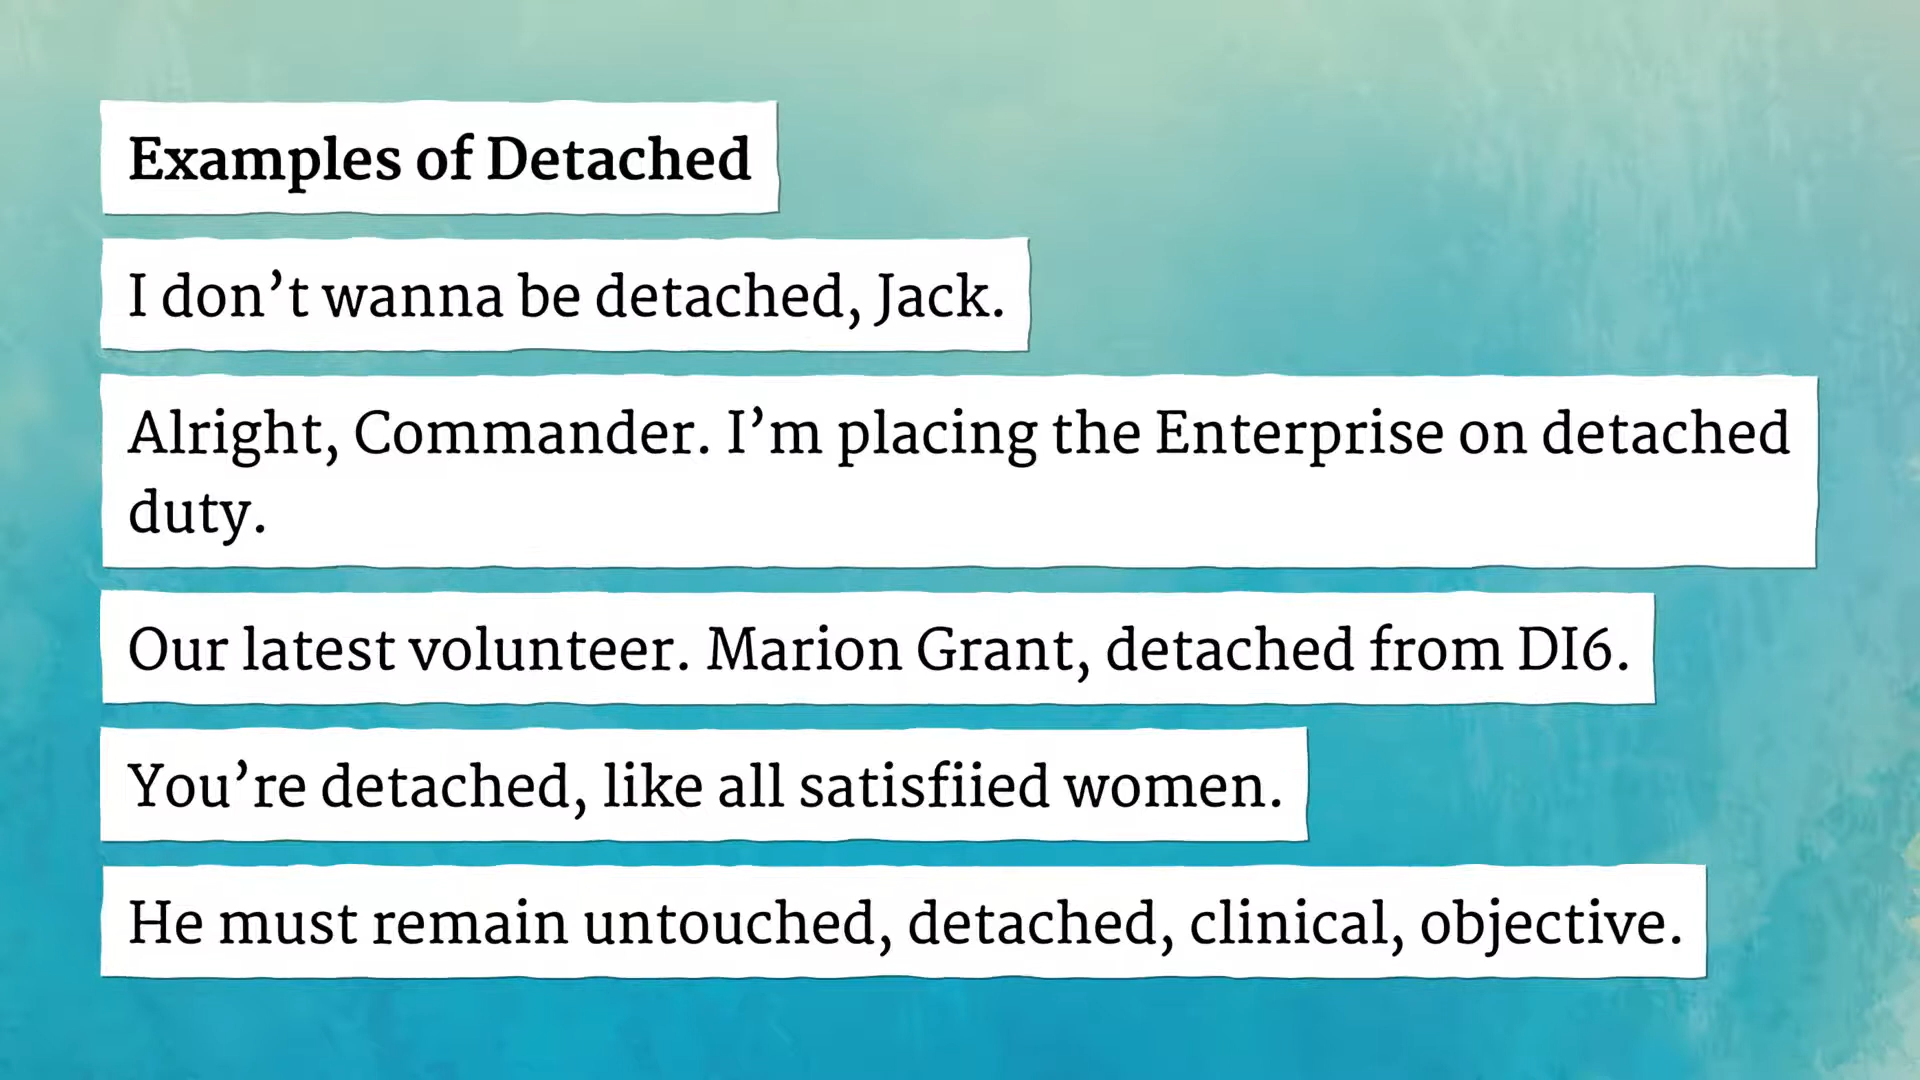 Examples of Detached
I don’t wanna be detached, Jack.
Alright, Commander. I’m placing the Enterprise on detached
duty.
Our latest volunteer. Marion Grant, detached from DI6.
You’re detached, like all satisfiied women.
He must remain untouched, detached, clinical, objective.